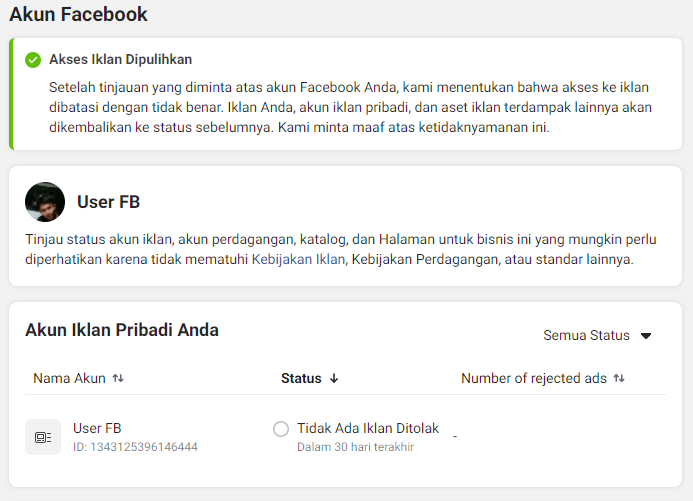 Akun Facebook
Akses Iklan Dipulihkan
Setelah tinjauan yang diminta atas akun Facebook Anda, kami menentukan bahwa akses ke iklan
dibatasi dengan tidak benar. Iklan Anda, akun iklan pribadi, dan aset iklan terdampak lainnya akan
dikembalikan ke status sebelumnya. Kami minta maaf atas ketidaknyamanan ini.
User FB
Tinjau status akun iklan, akun perdagangan, katalog, dan Halaman untuk bisnis ini yang mungkin perlu
diperhatikan karena tidak mematuhi Kebijakan Iklan, Kebijakan Perdagangan, atau standar lainnya.
Akun Iklan Pribadi Anda
Semua Status
Nama Akun Status Number of rejected ads
User FB Tidak Ada Iklan Ditolak -
ID: 1343125396146444 Dalam 30 hari terakhir